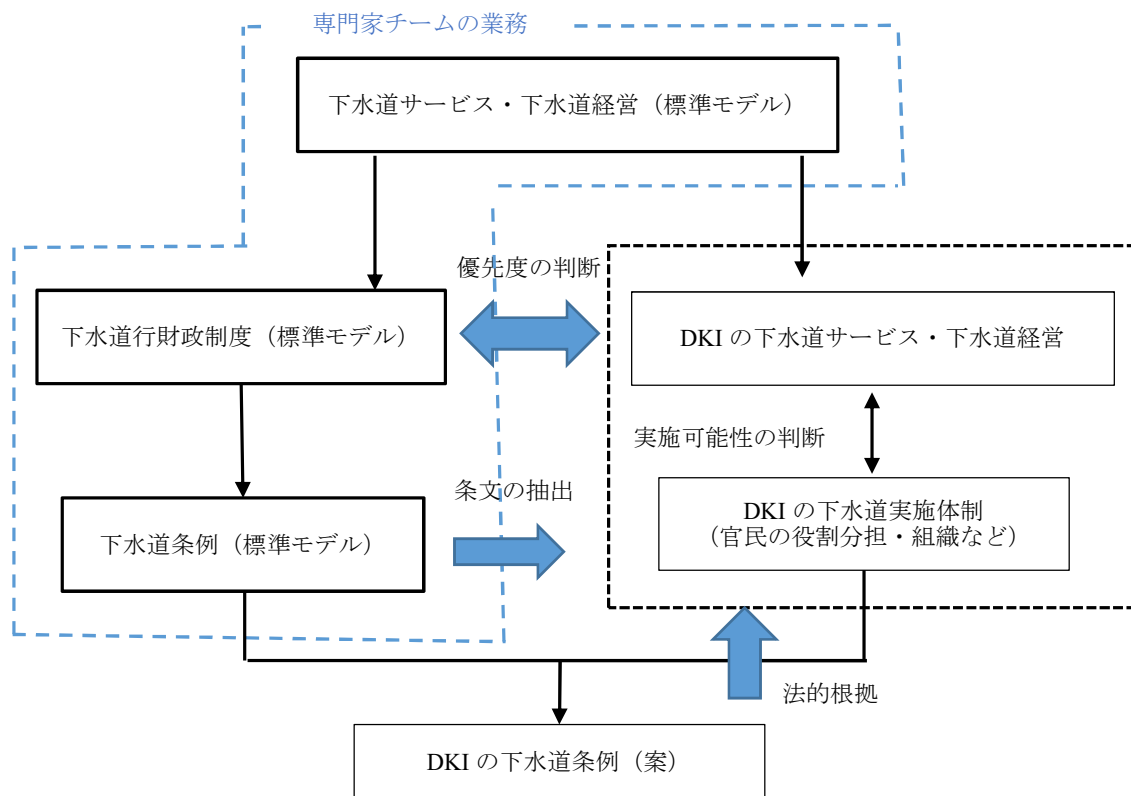 専門家チームの業務
下水道サービス・下水道経営（標準モデル）
優先度の判断
下水道行財政制度（標準モデル）
DKI の下水道サービス・下水道経営
実施可能性の判断
条文の抽出
DKI の下水道実施体制
（官民の役割分担・組織など）
下水道条例（標準モデル）
法的根拠
DKI の下水道条例（案）